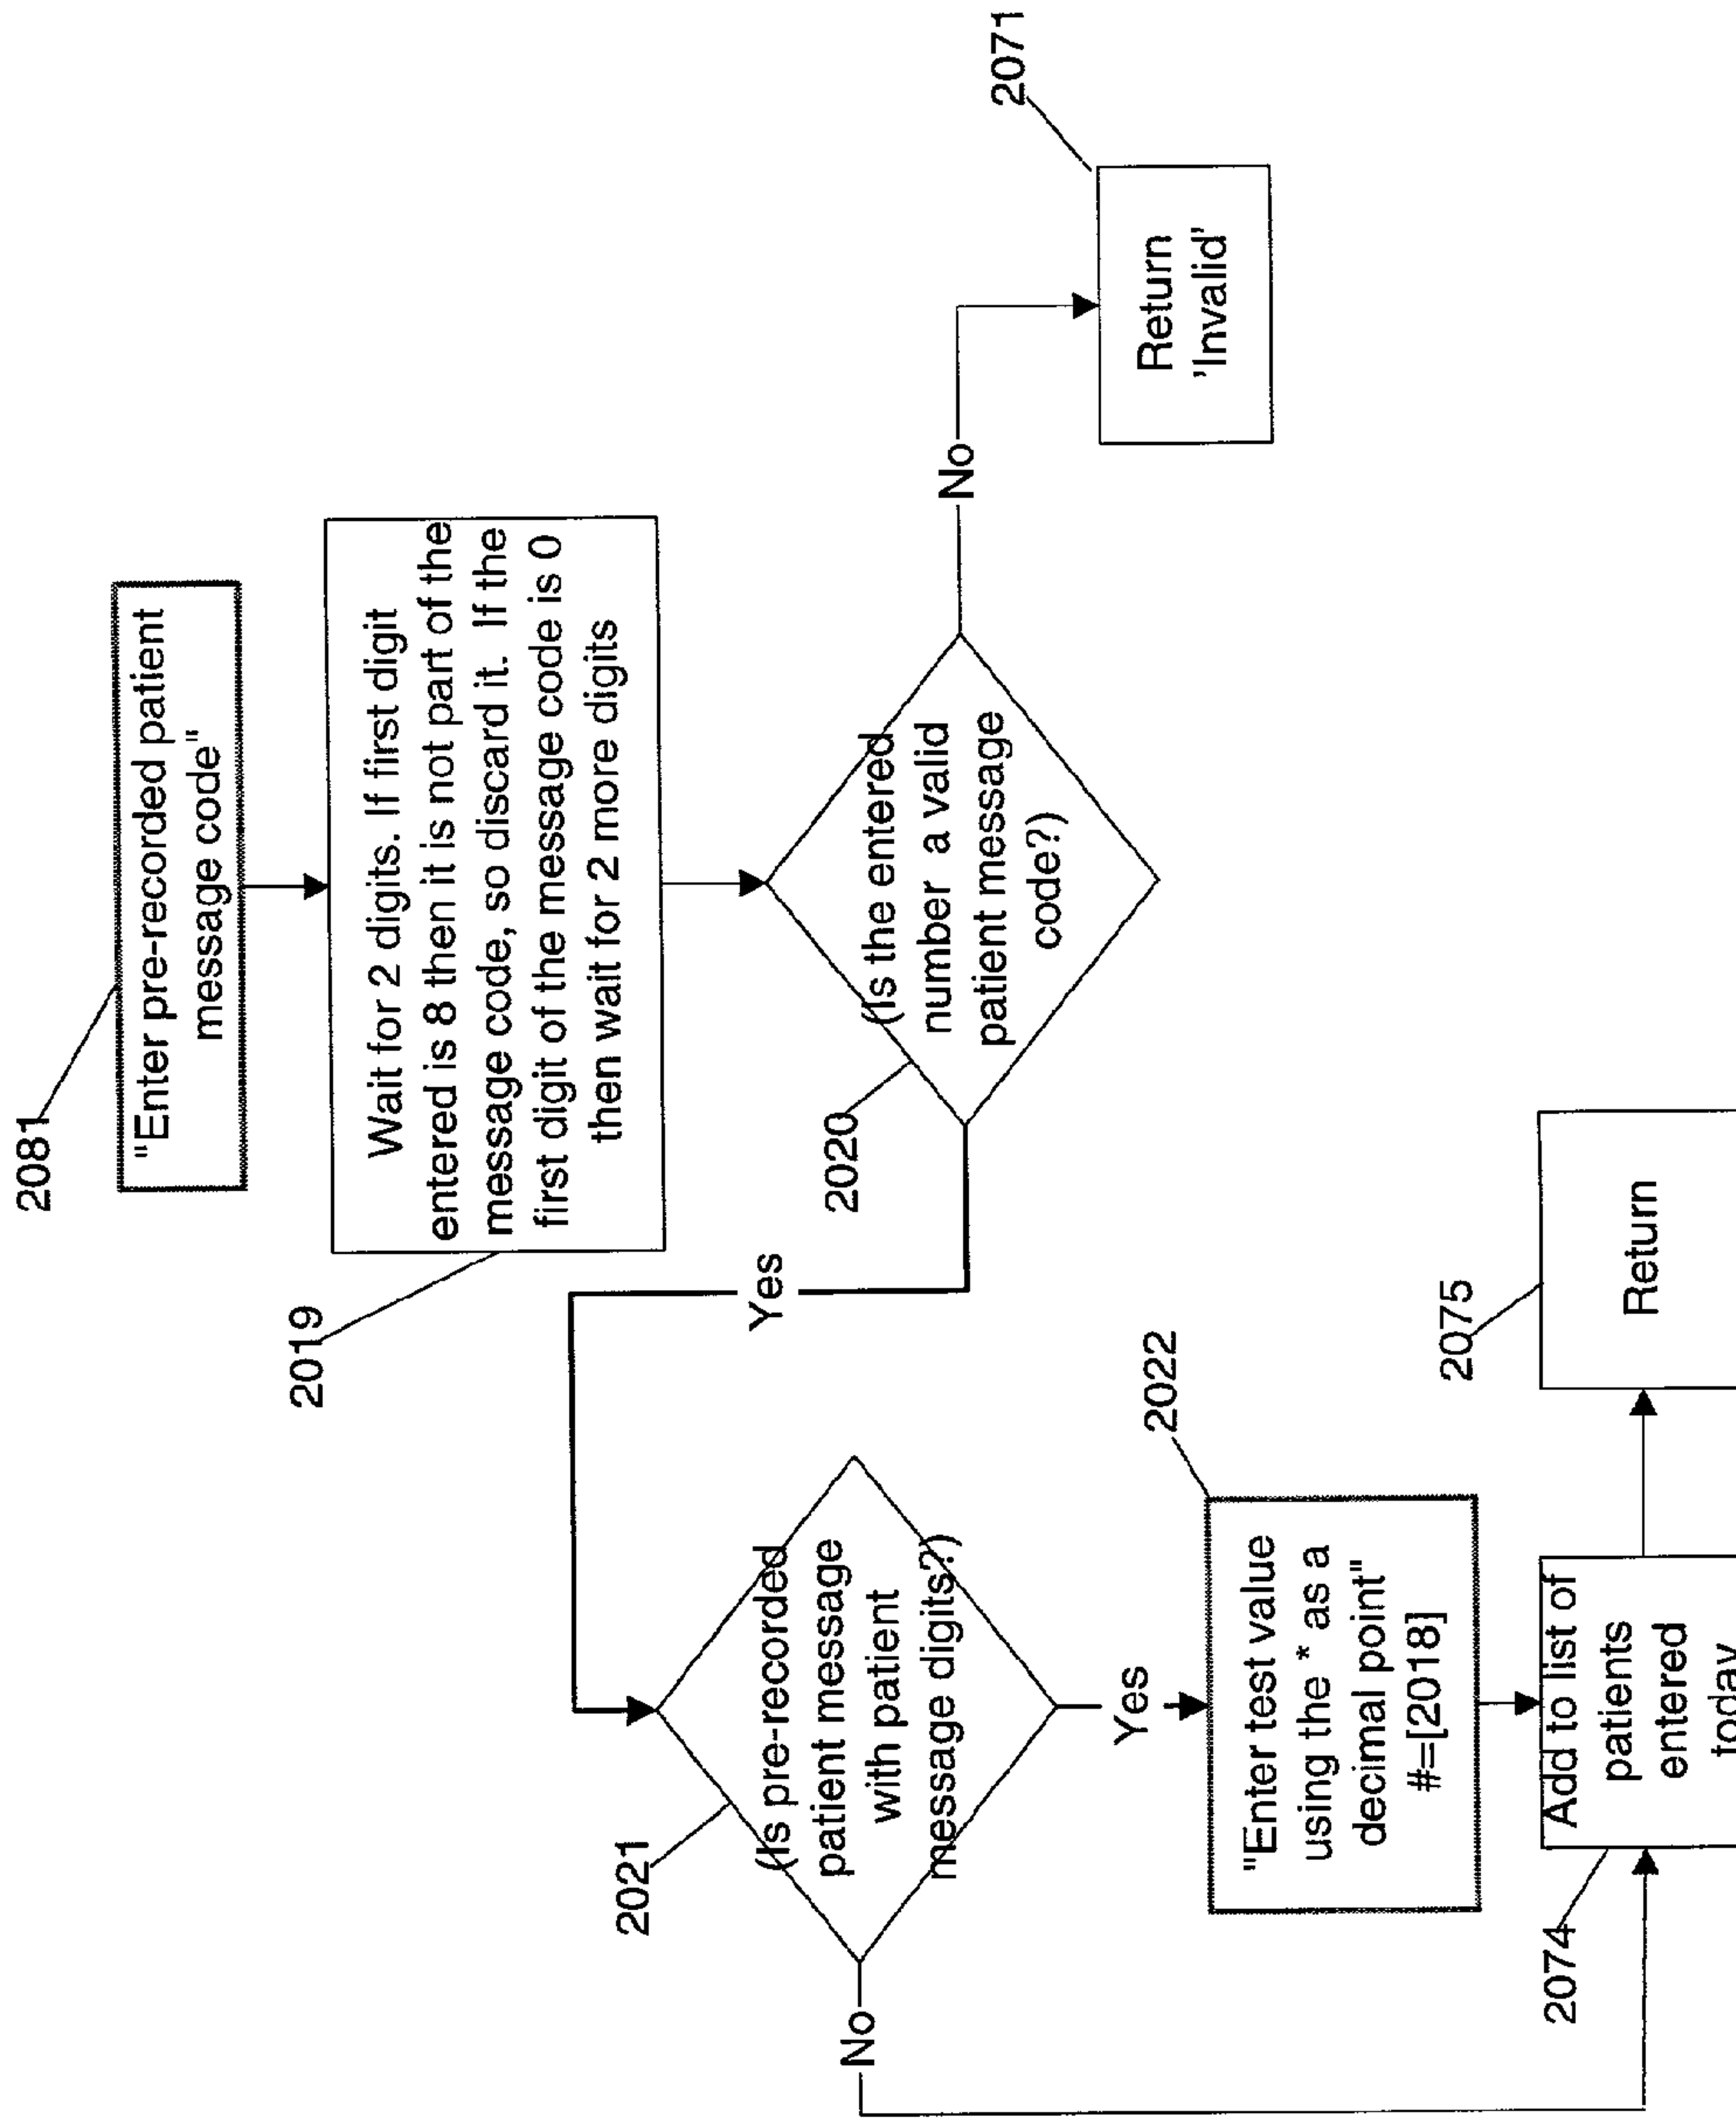 2081
"Enter pre-recorded patient
message code"
2019
Wait for 2 digits. If first digit
entered is 8 then it is not part of the
message code, so discard it. If the
first digit of the message code is 0
then wait for 2 more digits
2020
(Is the entered
number a valid
patient message
code?)
No
2071
Return
'Invalid'
Yes
2021
(Is pre-recorded
patient message
with patient
message digits?)
No
Yes
2022
"Enter test value
using the * as a
decimal point"
#=[2018]
2074
Add to list of
patients
entered
today
2075
Return